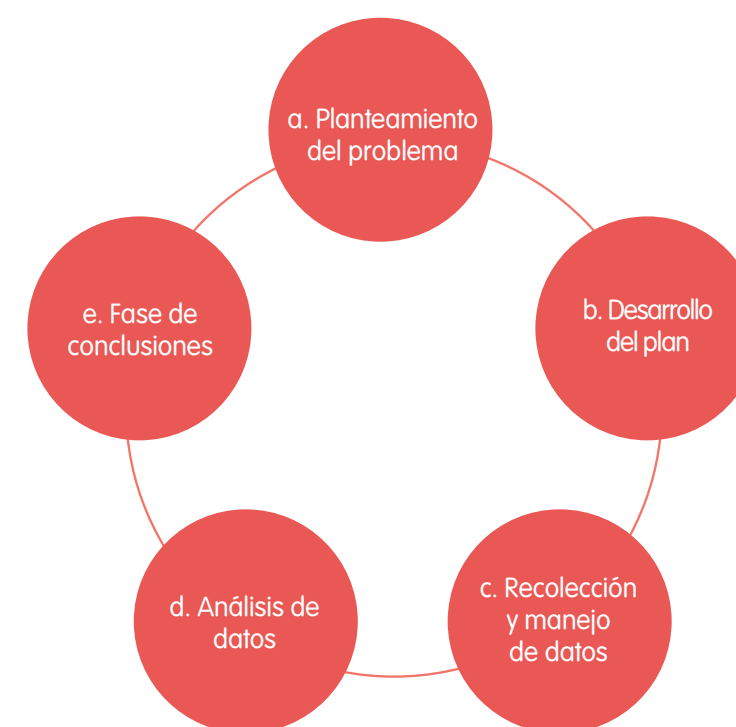 a. Planteamiento
del problema
b. Desarrollo
del plan
c. Recolección
y manejo
de datos
d. Análisis de
datos
e. Fase de
conclusiones